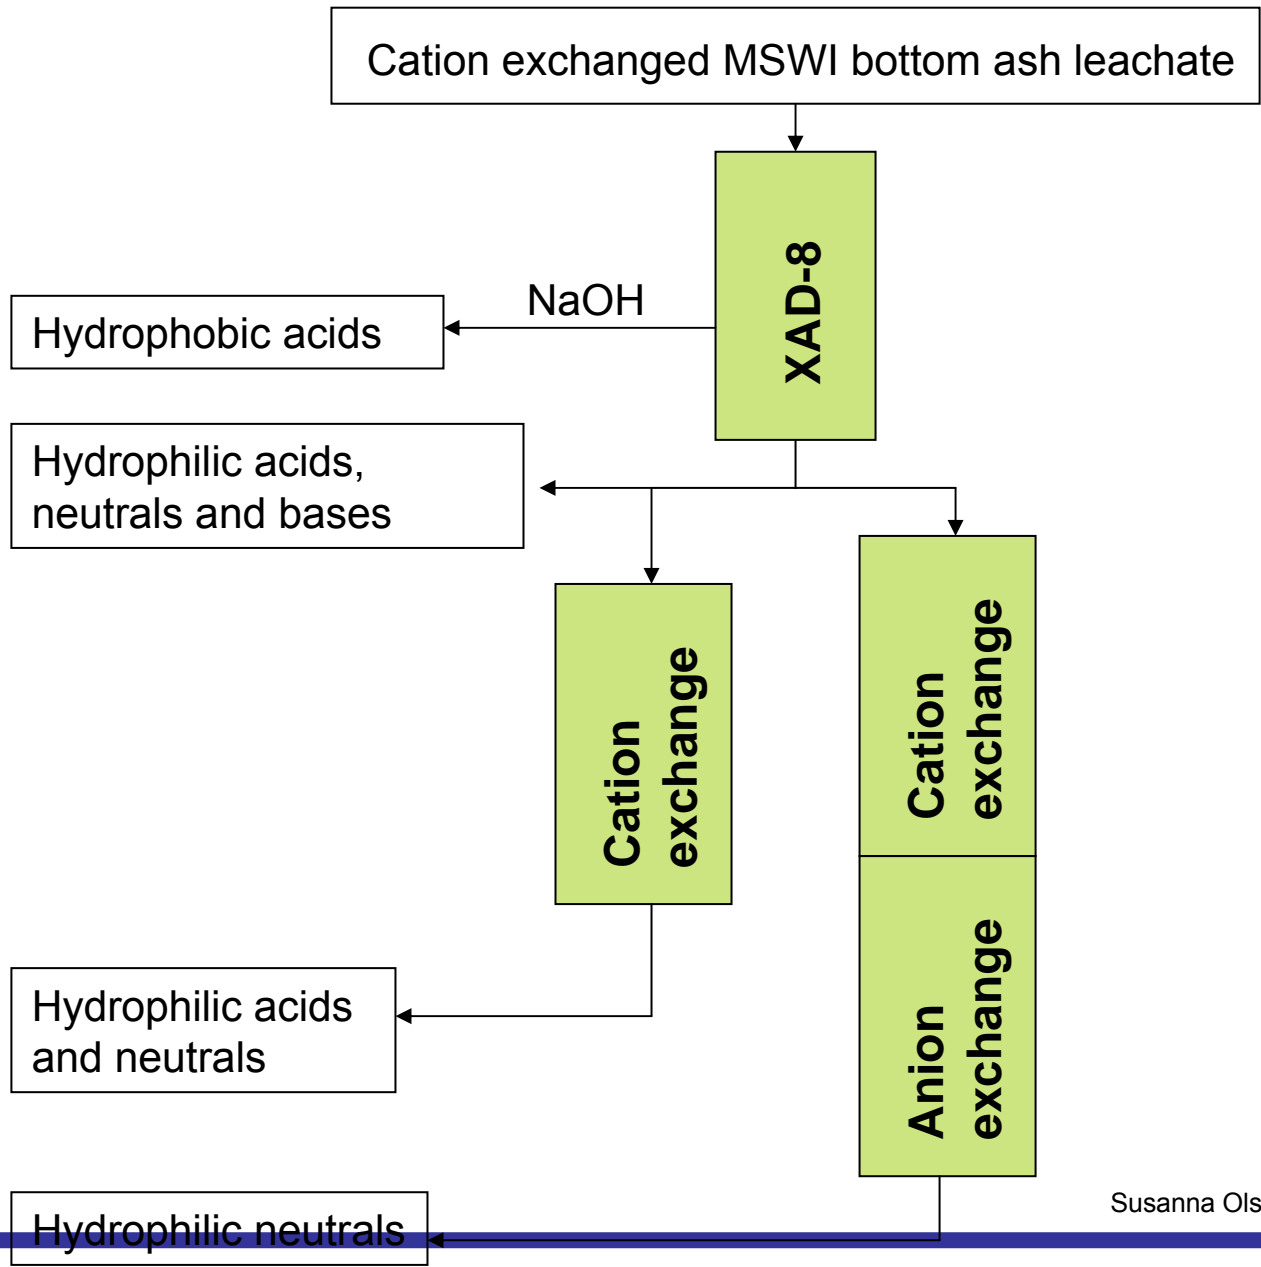 Cation exchanged MSWI bottom ash leachate
XAD-8
NaOH
Hydrophobic acids
Hydrophilic acids,
neutrals and bases
Cation
exchange
Cation
exchange
Hydrophilic acids
and neutrals
Anion
exchange
Susanna Ols
Hydrophilic neutrals